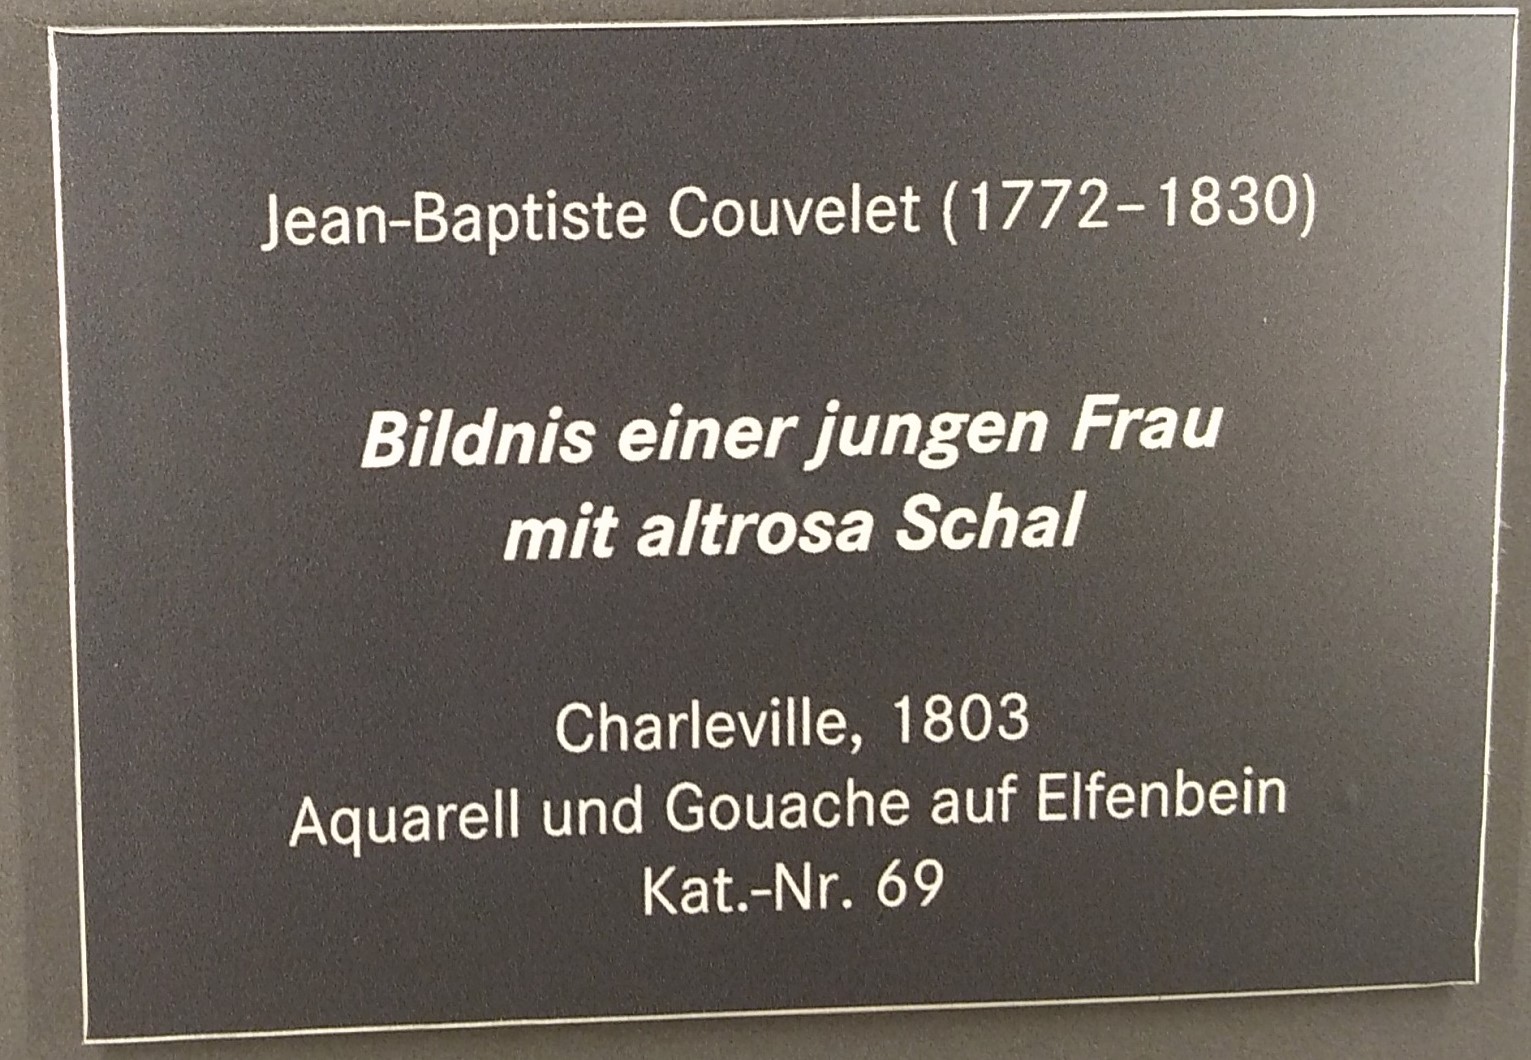 Jean-Baptiste Couvelet (1772–1830)
Bildnis einer jungen Frau
mit altrosa Schal
Charleville, 1803
Aquarell und Gouache auf Elfenbein
Kat.-Nr. 69